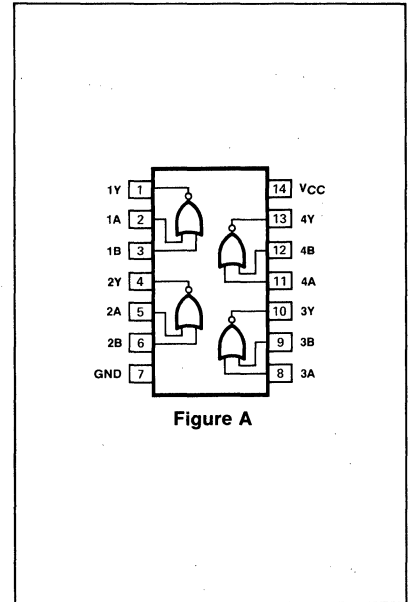 1Y 1 14 VCC
1A 2 13 4Y
1B 3 12 4B
2Y 4 11 4A
2A 5 10 3Y
2B 6 9 3B
GND 7 8 3A
Figure A